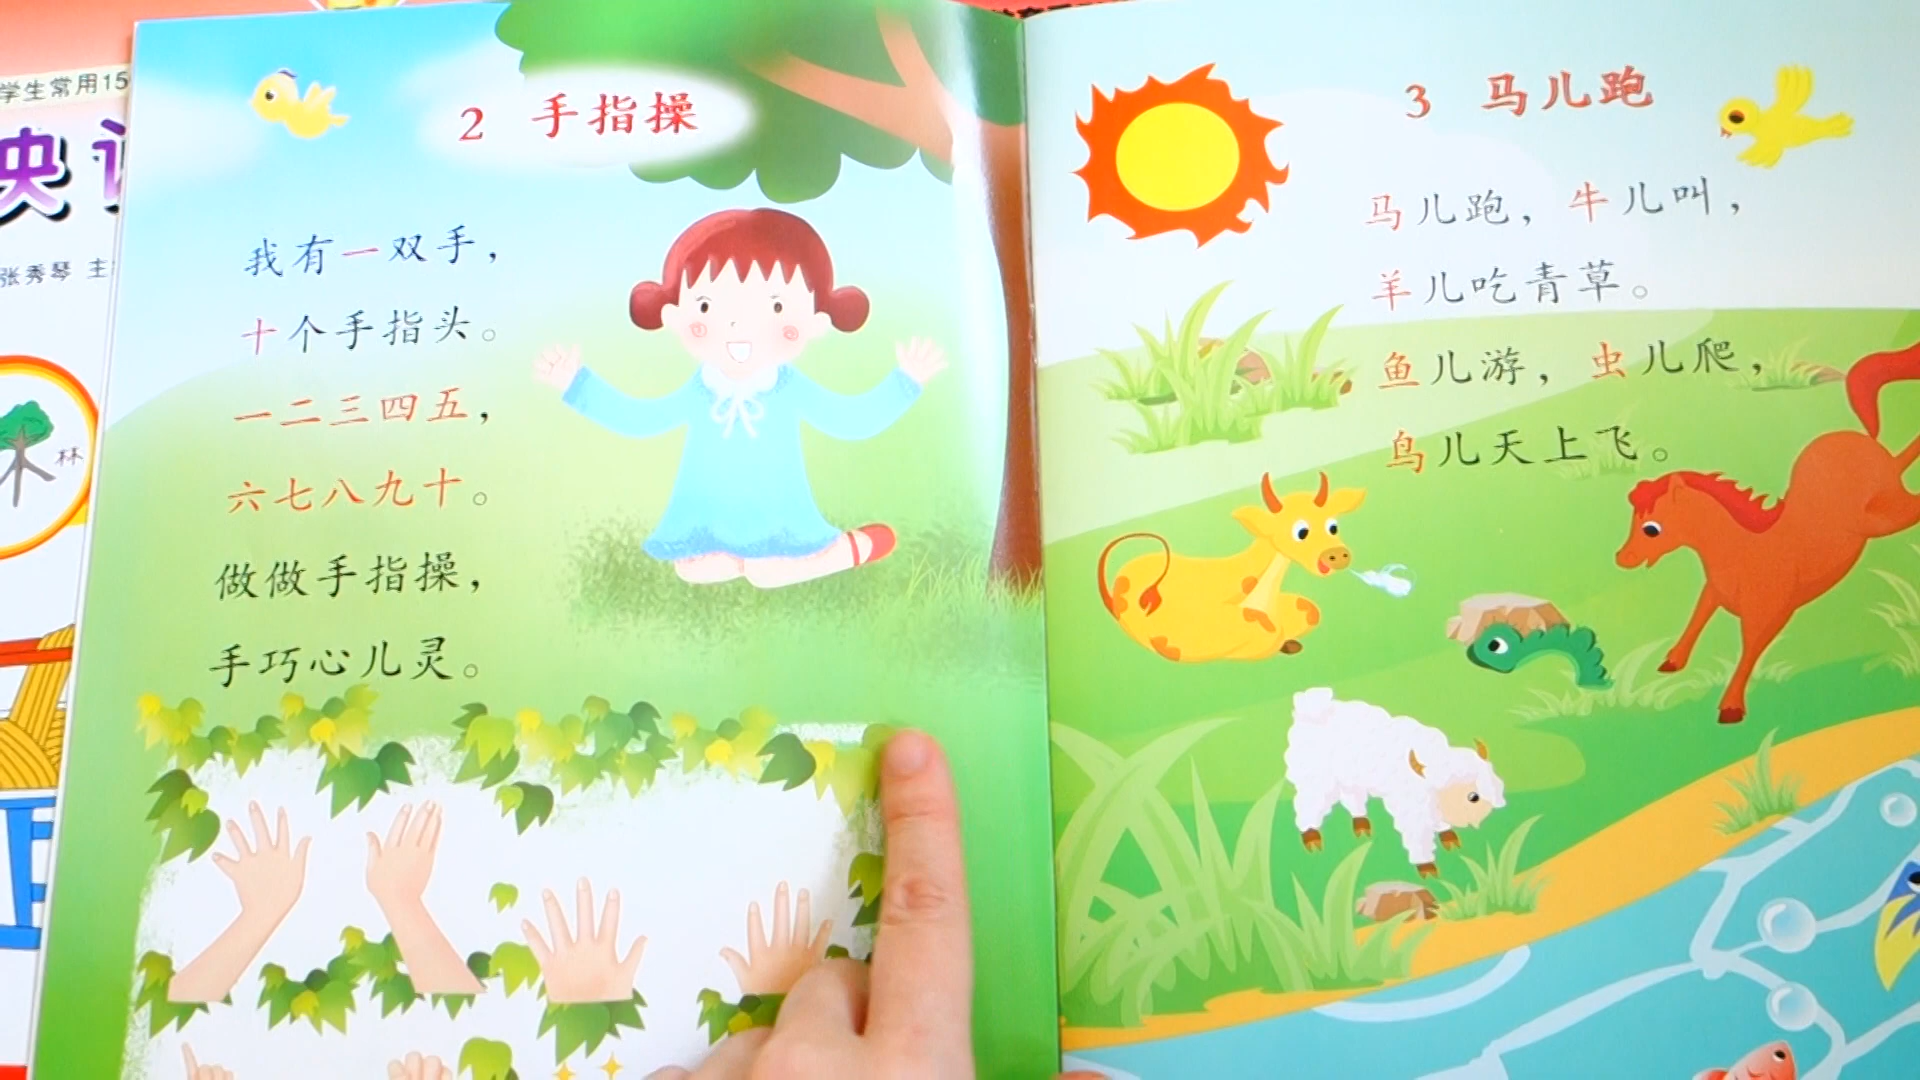 学生常用15
张秀琴 主
林
2 手指操
我有一双手，
十个手指头。
一二三四五，
六七八九十。
做做手指操，
手巧心儿灵。
3 马儿跑
马儿跑，牛儿叫，
羊儿吃青草。
鱼儿游，虫儿爬，
鸟儿天上飞。